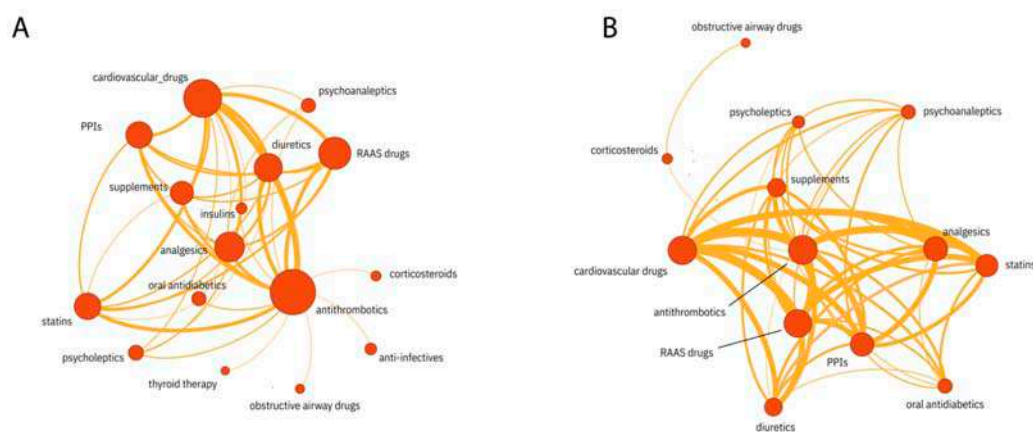 A
cardiovascular_drugs
psychoanaleptics
PPIs
diuretics
RAAS drugs
supplements
insulins
analgesics
corticosteroids
oral antidiabetics
antithrombotics
statins
psycholeptics
anti-infectives
thyroid therapy
obstructive airway drugs
B
obstructive airway drugs
psycholeptics
psychoanaleptics
corticosteroids
supplements
analgesics
cardiovascular drugs
statins
antithrombotics
RAAS drugs
PPIs
oral antidiabetics
diuretics